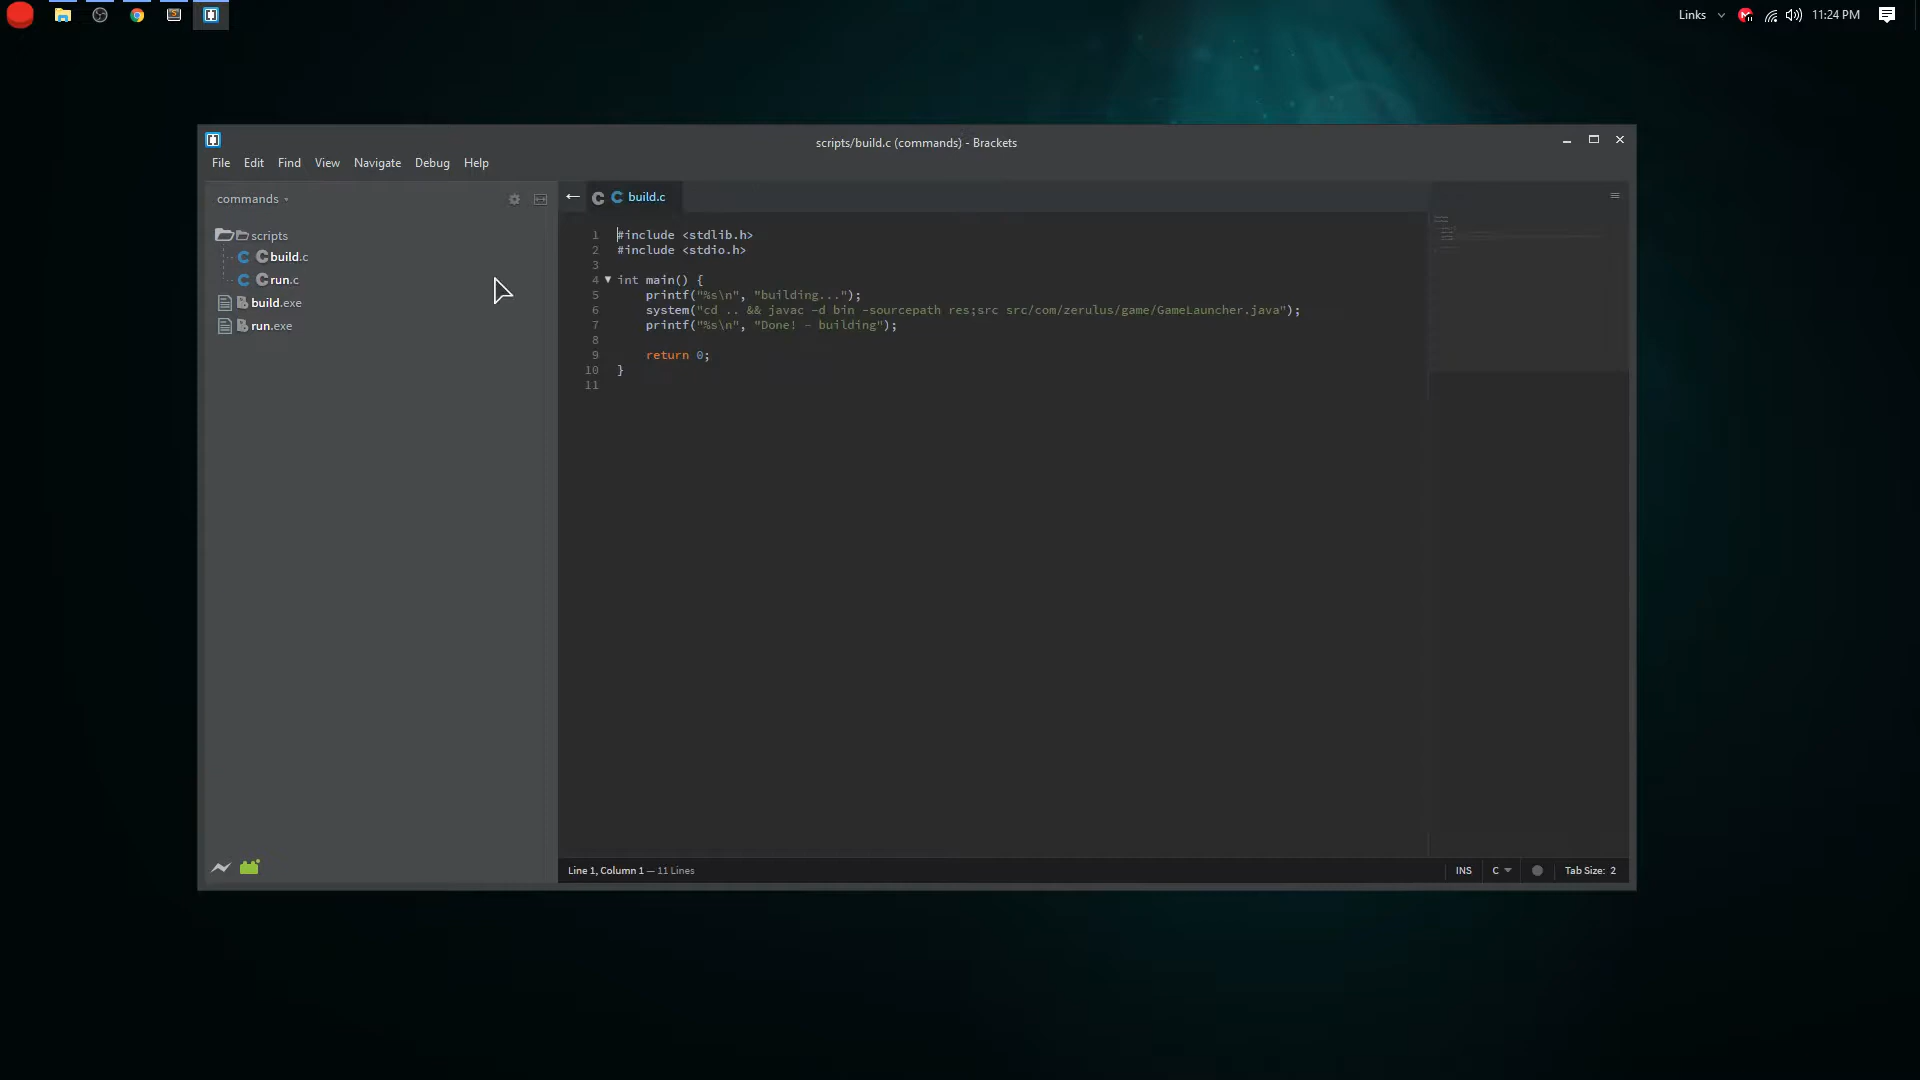 Links 11:24 PM
scripts/build.c (commands) - Brackets
File Edit Find View Navigate Debug Help
commands
build.c
scripts
build.c
run.c
build.exe
run.exe
1 #include <stdlib.h>
2 #include <stdio.h>
3
4 int main() {
5 printf("%s\n", "building...");
6 system("cd .. && javac -d bin -sourcepath res;src src/com/zerulus/game/GameLauncher.java");
7 printf("%s\n", "Done! - building");
8
9 return 0;
10 }
11
Line 1, Column 1 — 11 Lines
INS C Tab Size: 2